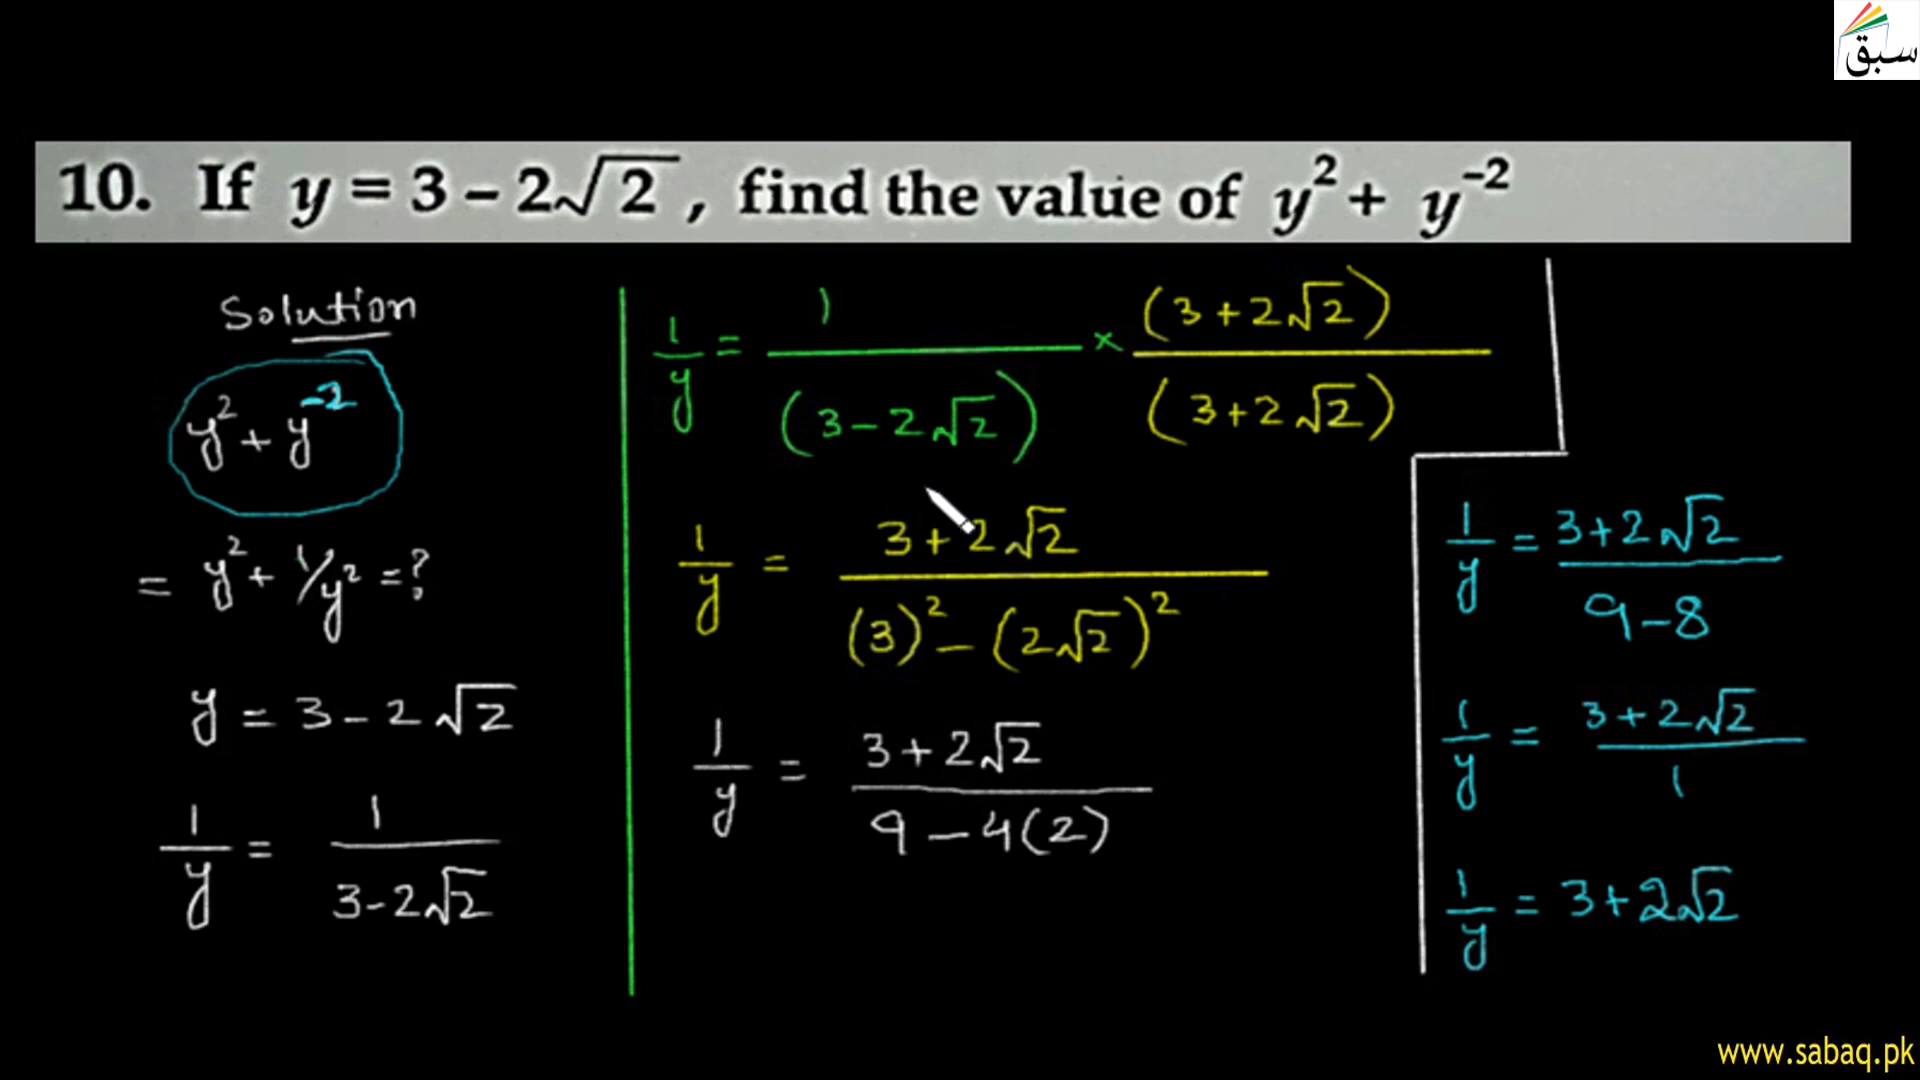 سبق
10. If y = 3 – 2√2 , find the value of y² + y⁻²
Solution
y² + y⁻²
= y² + 1/y² = ?
y = 3 - 2√2
1/y = 1/(3-2√2)
1/y = 1/(3-2√2) × (3+2√2)/(3+2√2)
1/y = (3+2√2)/((3)² - (2√2)²)
1/y = (3+2√2)/(9-4(2))
1/y = (3+2√2)/(9-8)
1/y = (3+2√2)/1
1/y = 3+2√2
www.sabaq.pk